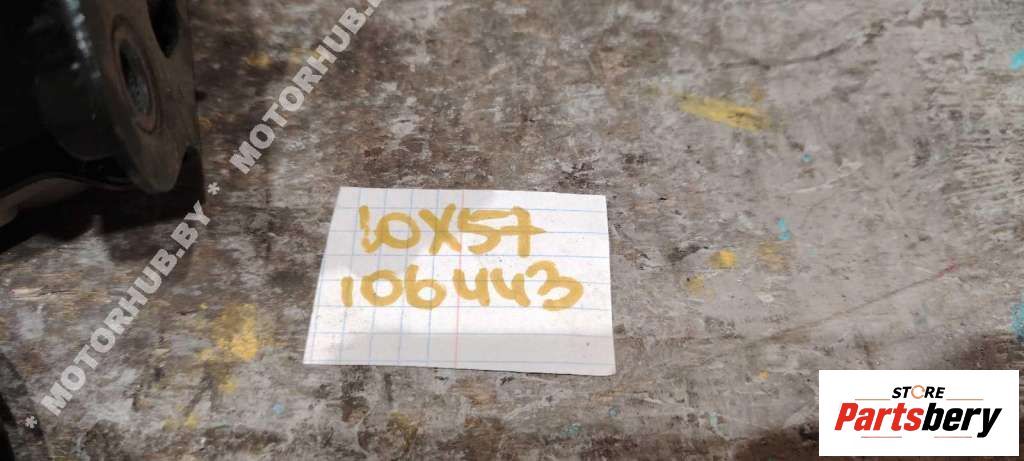 * MOTORHUB.BY * MOTORHUB.BY
10X57
106443
STORE
Partsbery